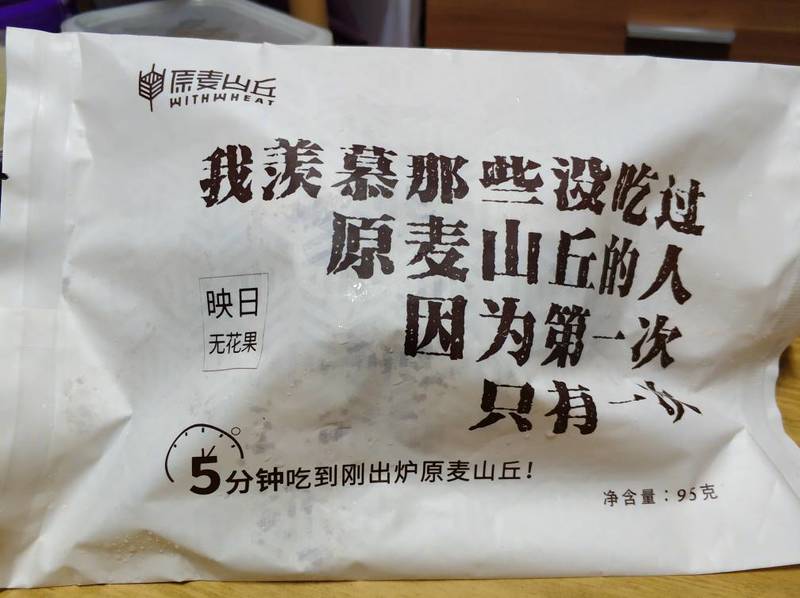 原麦山丘
WITHWHEAT
我羡慕那些没吃过
原麦山丘的人
因为第一次
只有一次
映日
无花果
5分钟吃到刚出炉原麦山丘！
净含量：95克